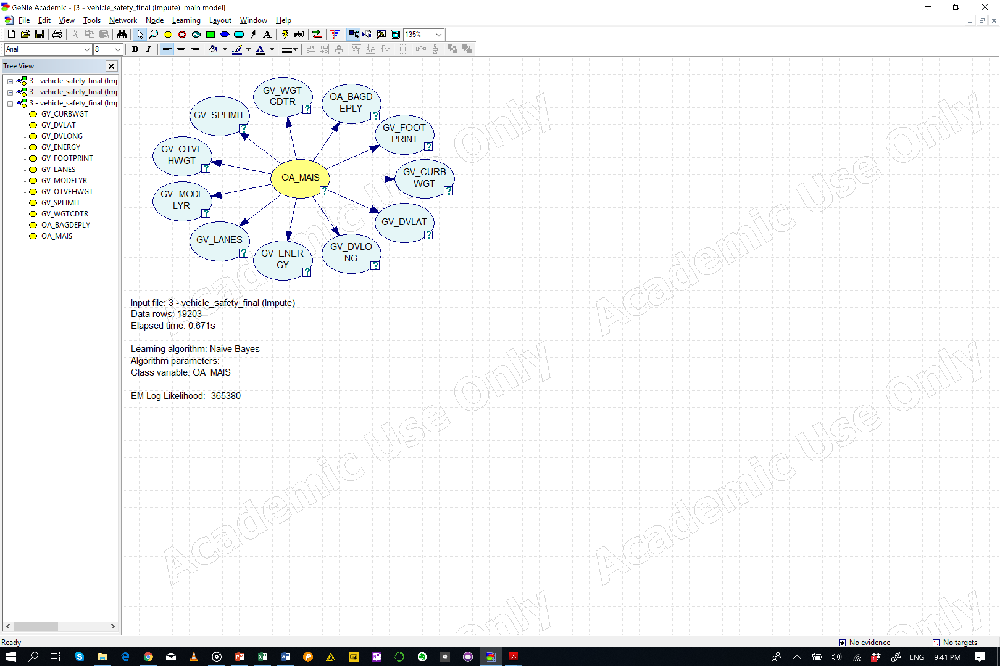 GeNIe Academic - [3 - vehicle_safety_final (Impute): main model]
File Edit View Tools Network Node Learning Layout Window Help
p(e) A 135%
Arial 8 B I A
Tree View
3 - vehicle_safety_final (Imp
3 - vehicle_safety_final (Imp
3 - vehicle_safety_final (Imp
GV_CURBWGT
GV_DVLAT
GV_DVLONG
GV_ENERGY
GV_FOOTPRINT
GV_LANES
GV_MODELYR
GV_OTVEHWGT
GV_SPLIMIT
GV_WGTCDTR
OA_BAGDEPLY
OA_MAIS
GV_WGT
CDTR
?
OA_BAGD
EPLY
?
GV_SPLIMIT
?
GV_FOOT
PRINT
?
GV_OTVE
HWGT
?
OA_MAIS
?
GV_CURB
WGT
?
GV_MODE
LYR
?
GV_DVLAT
?
GV_LANES
?
GV_ENER
GY
?
GV_DVLO
NG
?
Input file: 3 - vehicle_safety_final (Impute)
Data rows: 19203
Elapsed time: 0.671s
Learning algorithm: Naive Bayes
Algorithm parameters:
Class variable: OA_MAIS
EM Log Likelihood: -365380
Academic Use Only
Academic Use Only
Academic Use Only
Academic Use Only
only
only
Ready
No evidence
No targets
ENG 9:41 PM